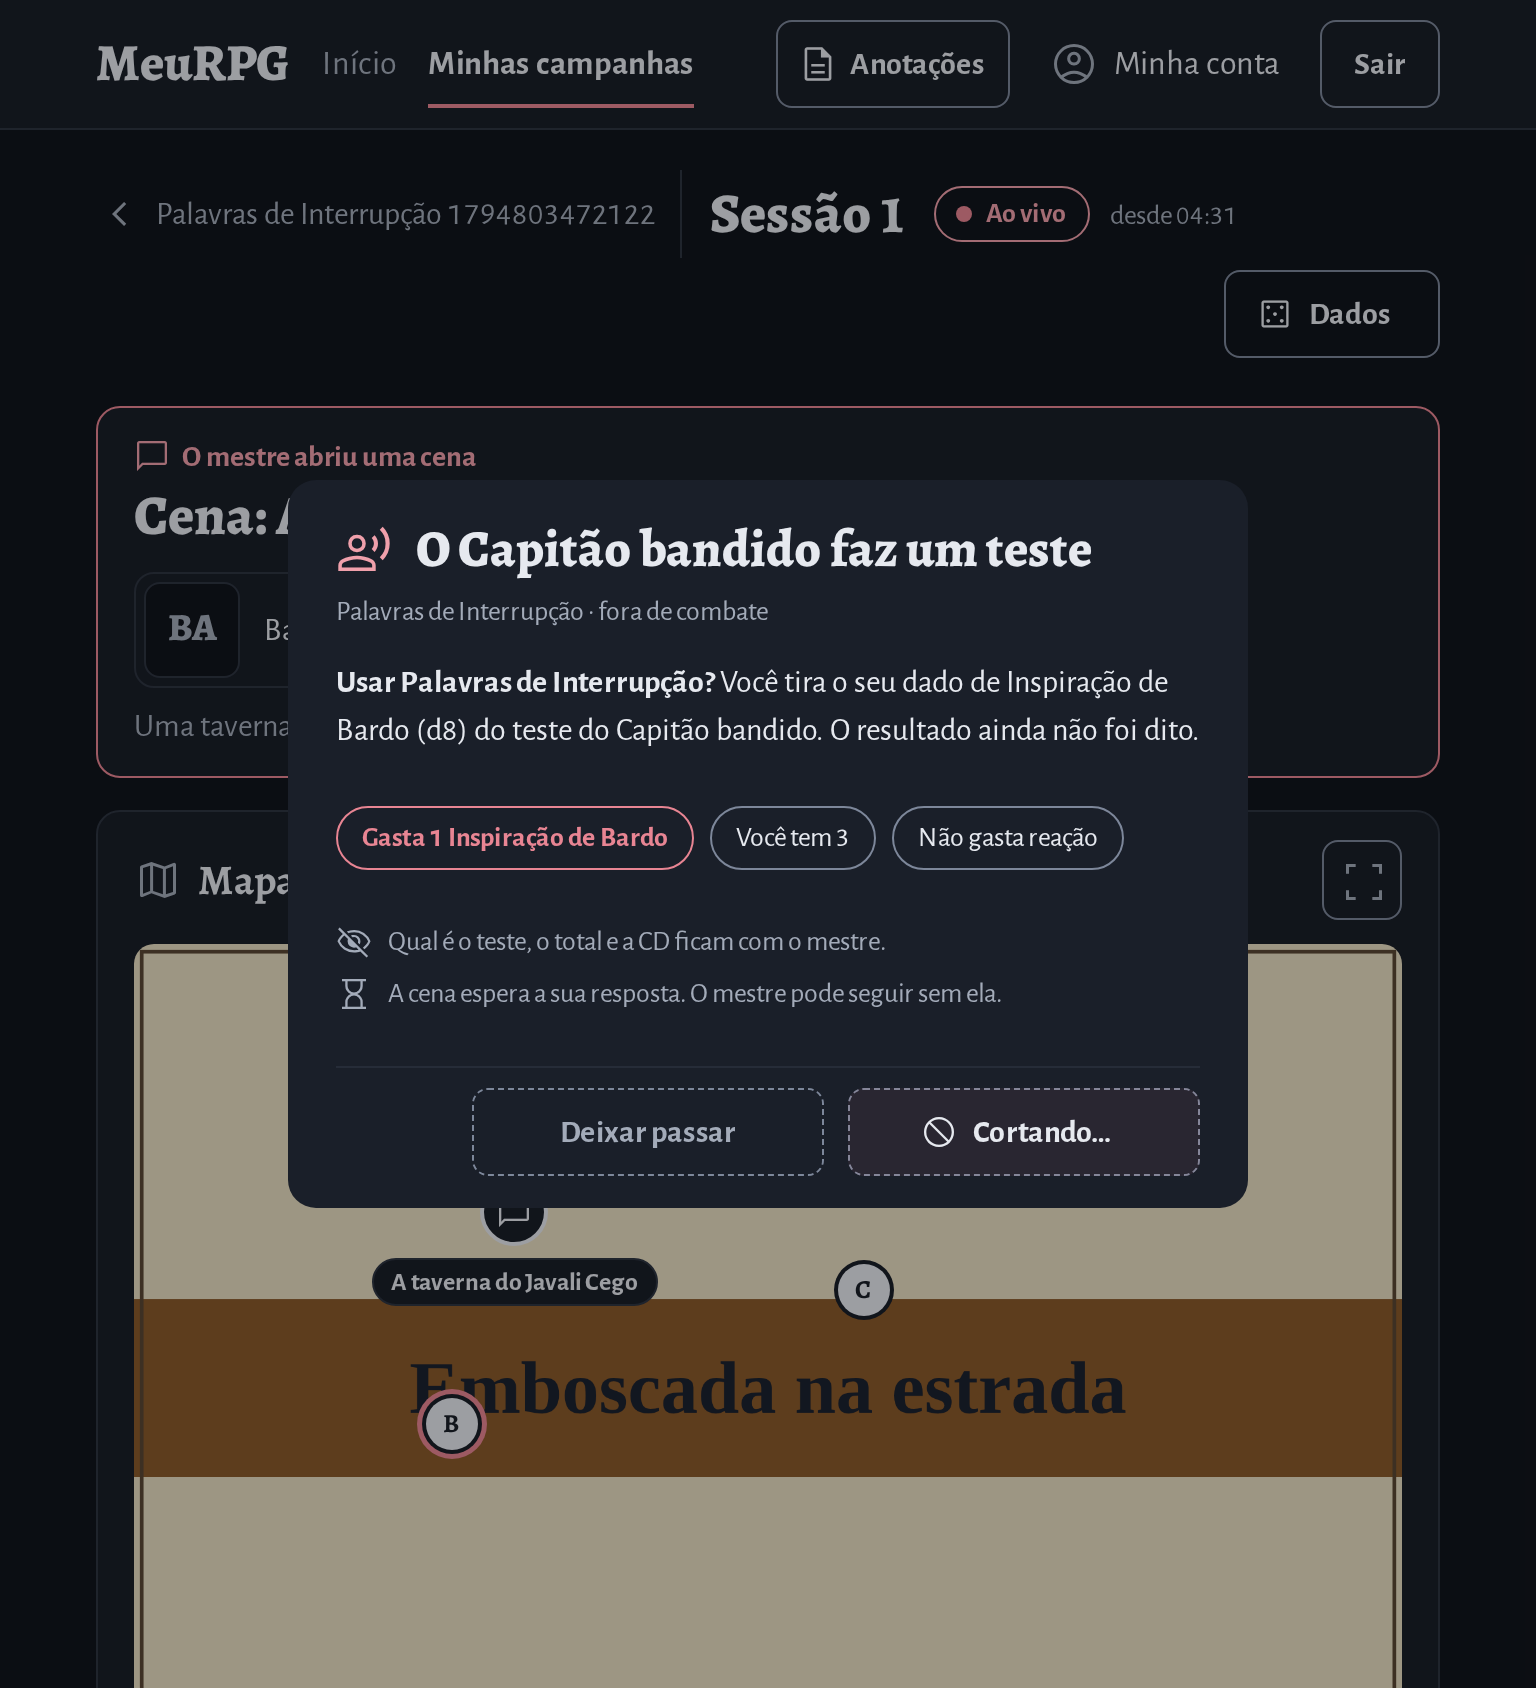 MeuRPG Início Minhas campanhas Anotações Minha conta Sair
Palavras de Interrupção 1794803472122 Sessão 1 Ao vivo desde 04:31
Dados
O mestre abriu uma cena
Cena:
BA
Uma taverna
O Capitão bandido faz um teste
Palavras de Interrupção · fora de combate
Usar Palavras de Interrupção? Você tira o seu dado de Inspiração de
Bardo (d8) do teste do Capitão bandido. O resultado ainda não foi dito.
Gasta 1 Inspiração de Bardo Você tem 3 Não gasta reação
Qual é o teste, o total e a CD ficam com o mestre.
A cena espera a sua resposta. O mestre pode seguir sem ela.
Deixar passar Cortando...
Mapa
A taverna do Javali Cego
C
Emboscada na estrada
B